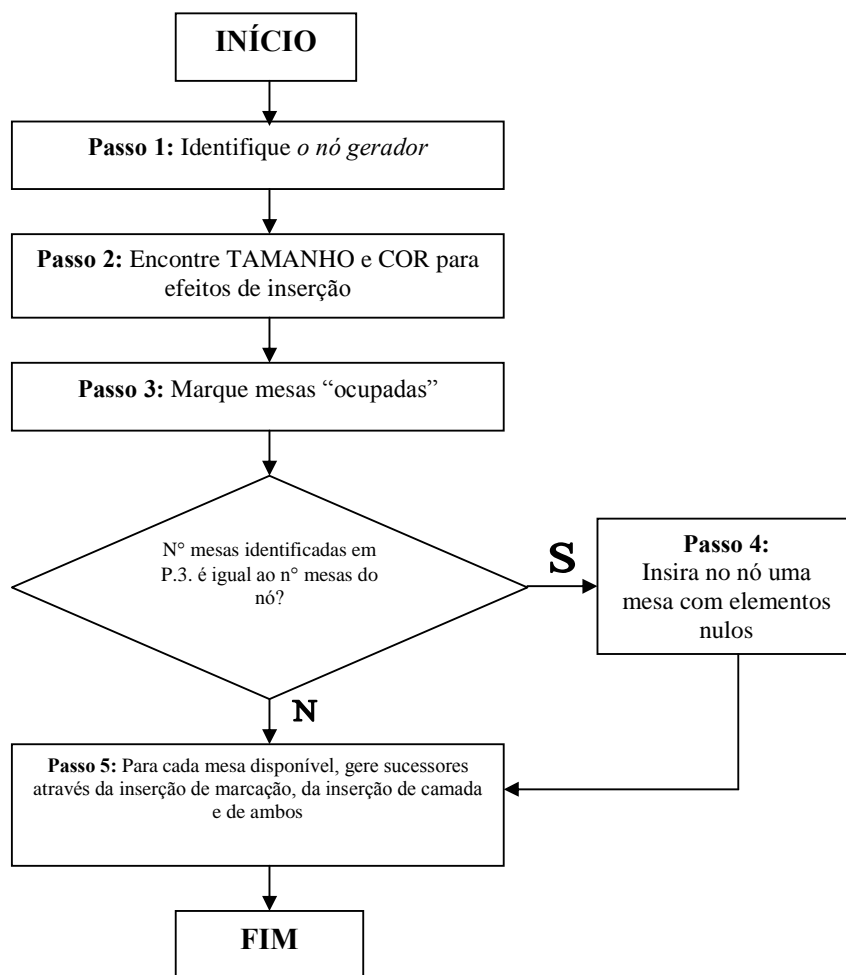 INÍCIO
Passo 1: Identifique o nó gerador
Passo 2: Encontre TAMANHO e COR para
efeitos de inserção
Passo 3: Marque mesas “ocupadas”
N° mesas identificadas em
P.3. é igual ao n° mesas do
nó?
S
Passo 4:
Insira no nó uma
mesa com elementos
nulos
N
Passo 5: Para cada mesa disponível, gere sucessores
através da inserção de marcação, da inserção de camada
e de ambos
FIM